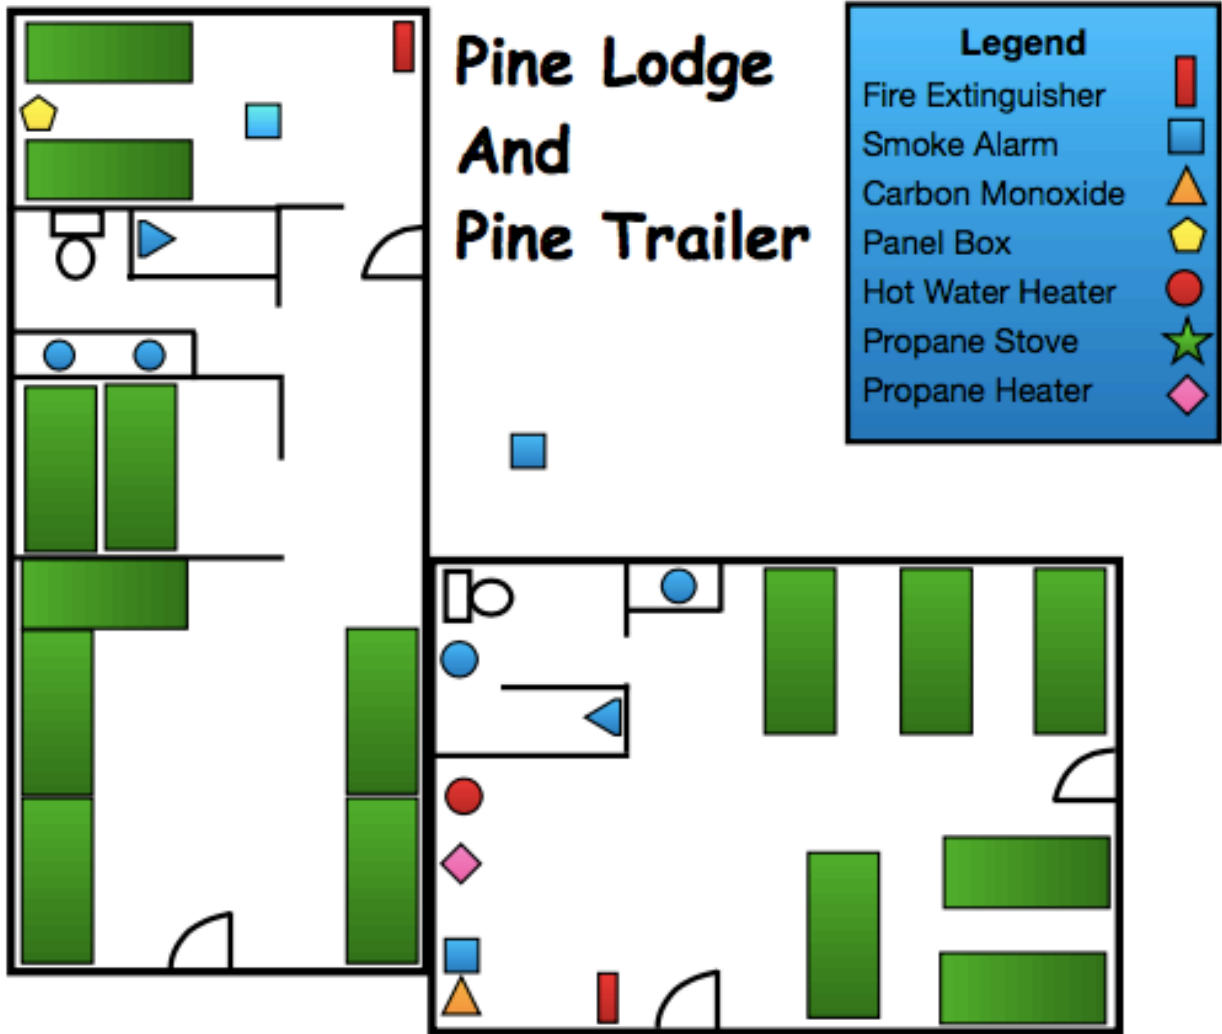 Pine Lodge
And
Pine Trailer
Legend
Fire Extinguisher
Smoke Alarm
Carbon Monoxide
Panel Box
Hot Water Heater
Propane Stove
Propane Heater